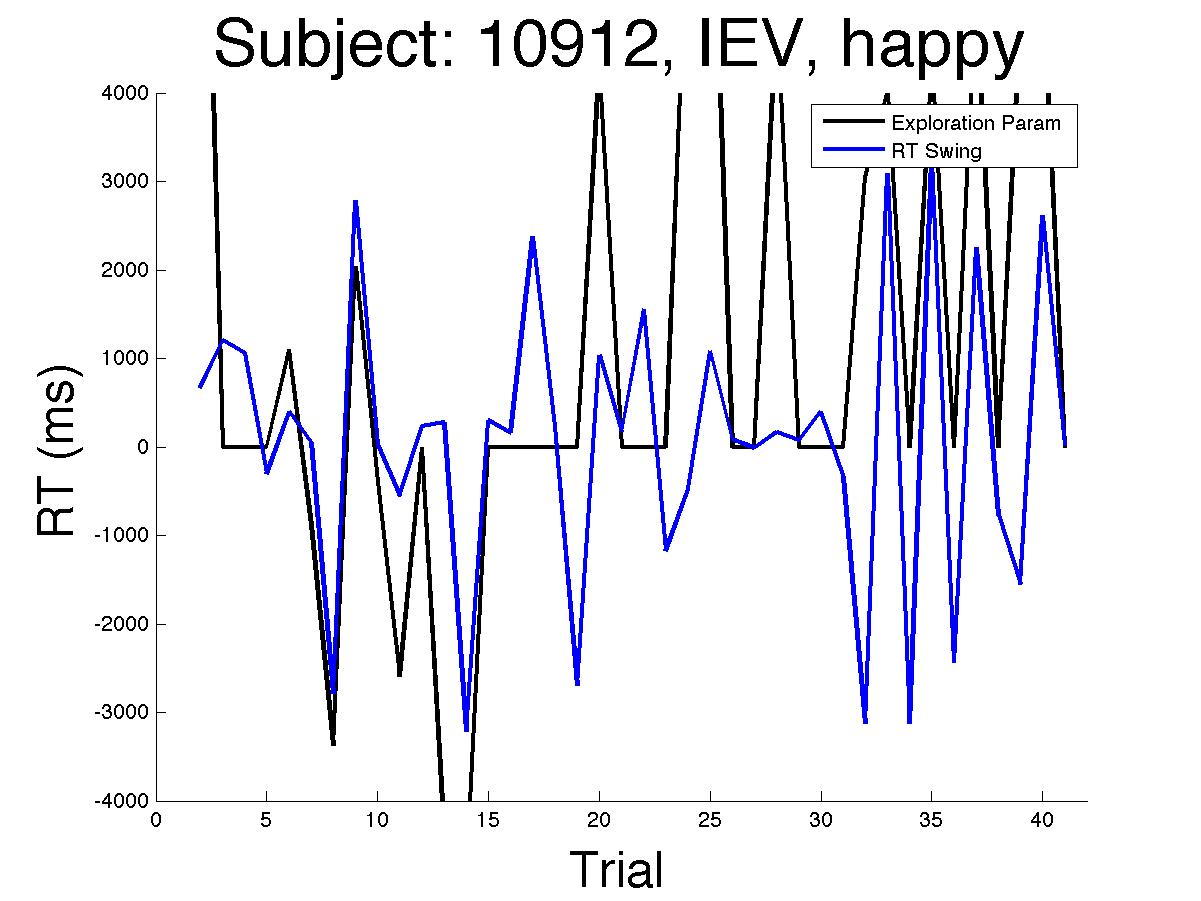 Subject: 10912, IEV, happy
Exploration Param
RT Swing
4000
3000
2000
1000
0
-1000
-2000
-3000
-4000
RT (ms)
0 5 10 15 20 25 30 35 40
Trial